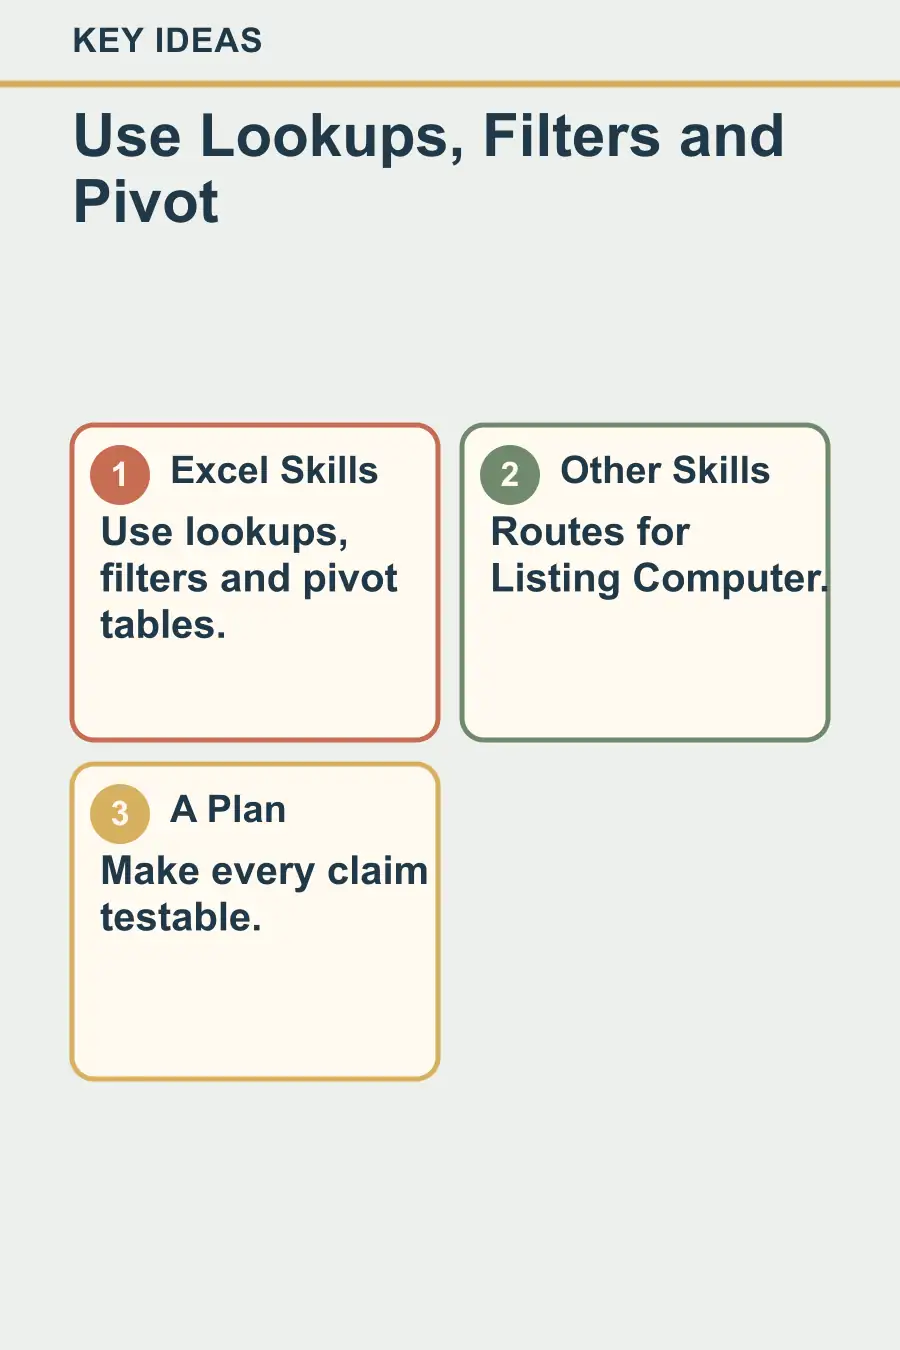 KEY IDEAS
Use Lookups, Filters and
Pivot
1 Excel Skills
Use lookups,
filters and pivot
tables.
2 Other Skills
Routes for
Listing Computer.
3 A Plan
Make every claim
testable.